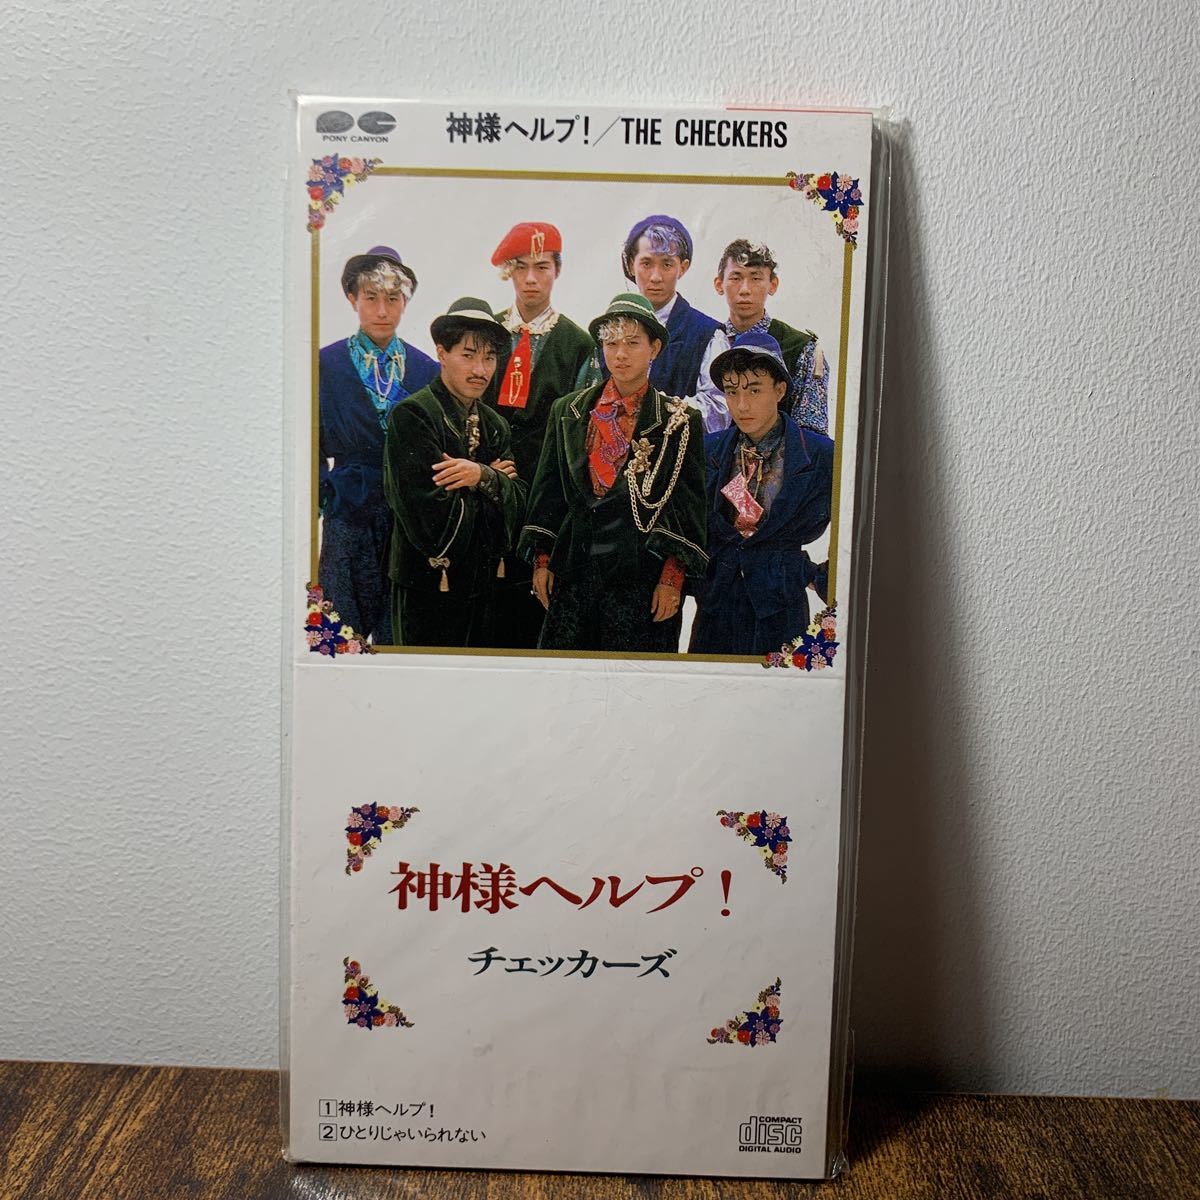 PONY CANYON
神様ヘルプ!／THE CHECKERS
神様ヘルプ!
チェッカーズ
1 神様ヘルプ!
2 ひとりじゃいられない
COMPACT
disc
DIGITAL AUDIO